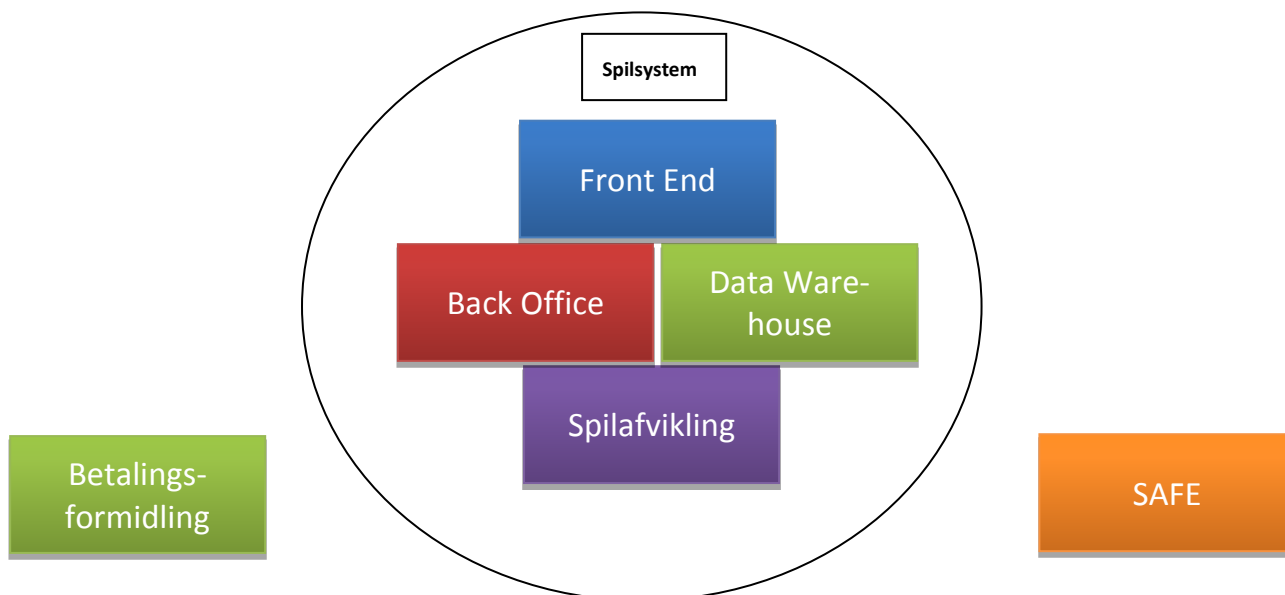 Spilsystem
Front End
Back Office
Data Ware-
house
Spilafvikling
Betalings-
formidling
SAFE